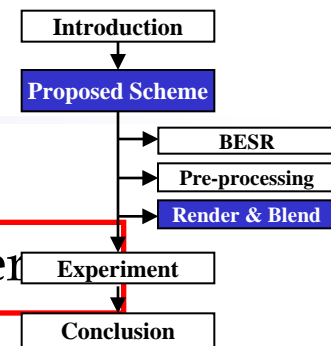 Introduction
Proposed Scheme
BESR
Pre-processing
Render & Blend
Experiment
Conclusion